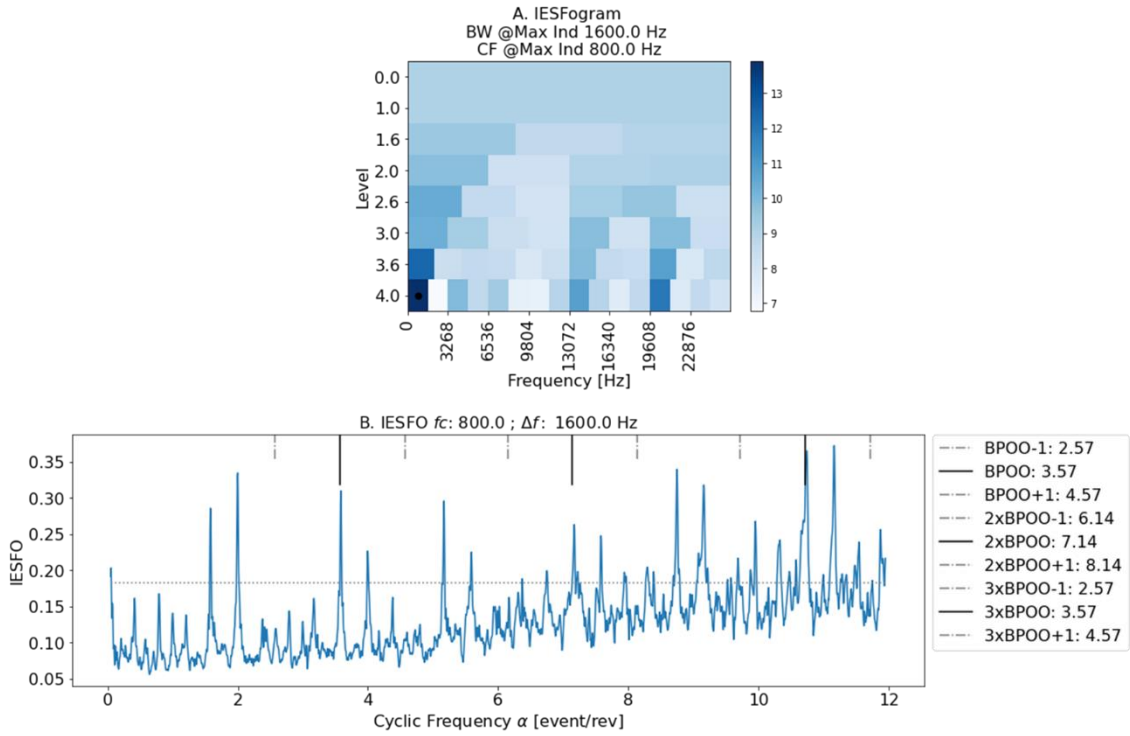 A. IESFogram
BW @Max Ind 1600.0 Hz
CF @Max Ind 800.0 Hz
Level
0.0
1.0
1.6
2.0
2.6
3.0
3.6
4.0
0
3268
6536
9804
13072
16340
19608
22876
Frequency [Hz]
13
12
11
10
9
8
7
B. IESFO fc: 800.0 ; Δf: 1600.0 Hz
IESFO
0.35
0.30
0.25
0.20
0.15
0.10
0.05
0
2
4
6
8
10
12
Cyclic Frequency α [event/rev]
BPOO-1: 2.57
BPOO: 3.57
BPOO+1: 4.57
2xBPOO-1: 6.14
2xBPOO: 7.14
2xBPOO+1: 8.14
3xBPOO-1: 2.57
3xBPOO: 3.57
3xBPOO+1: 4.57